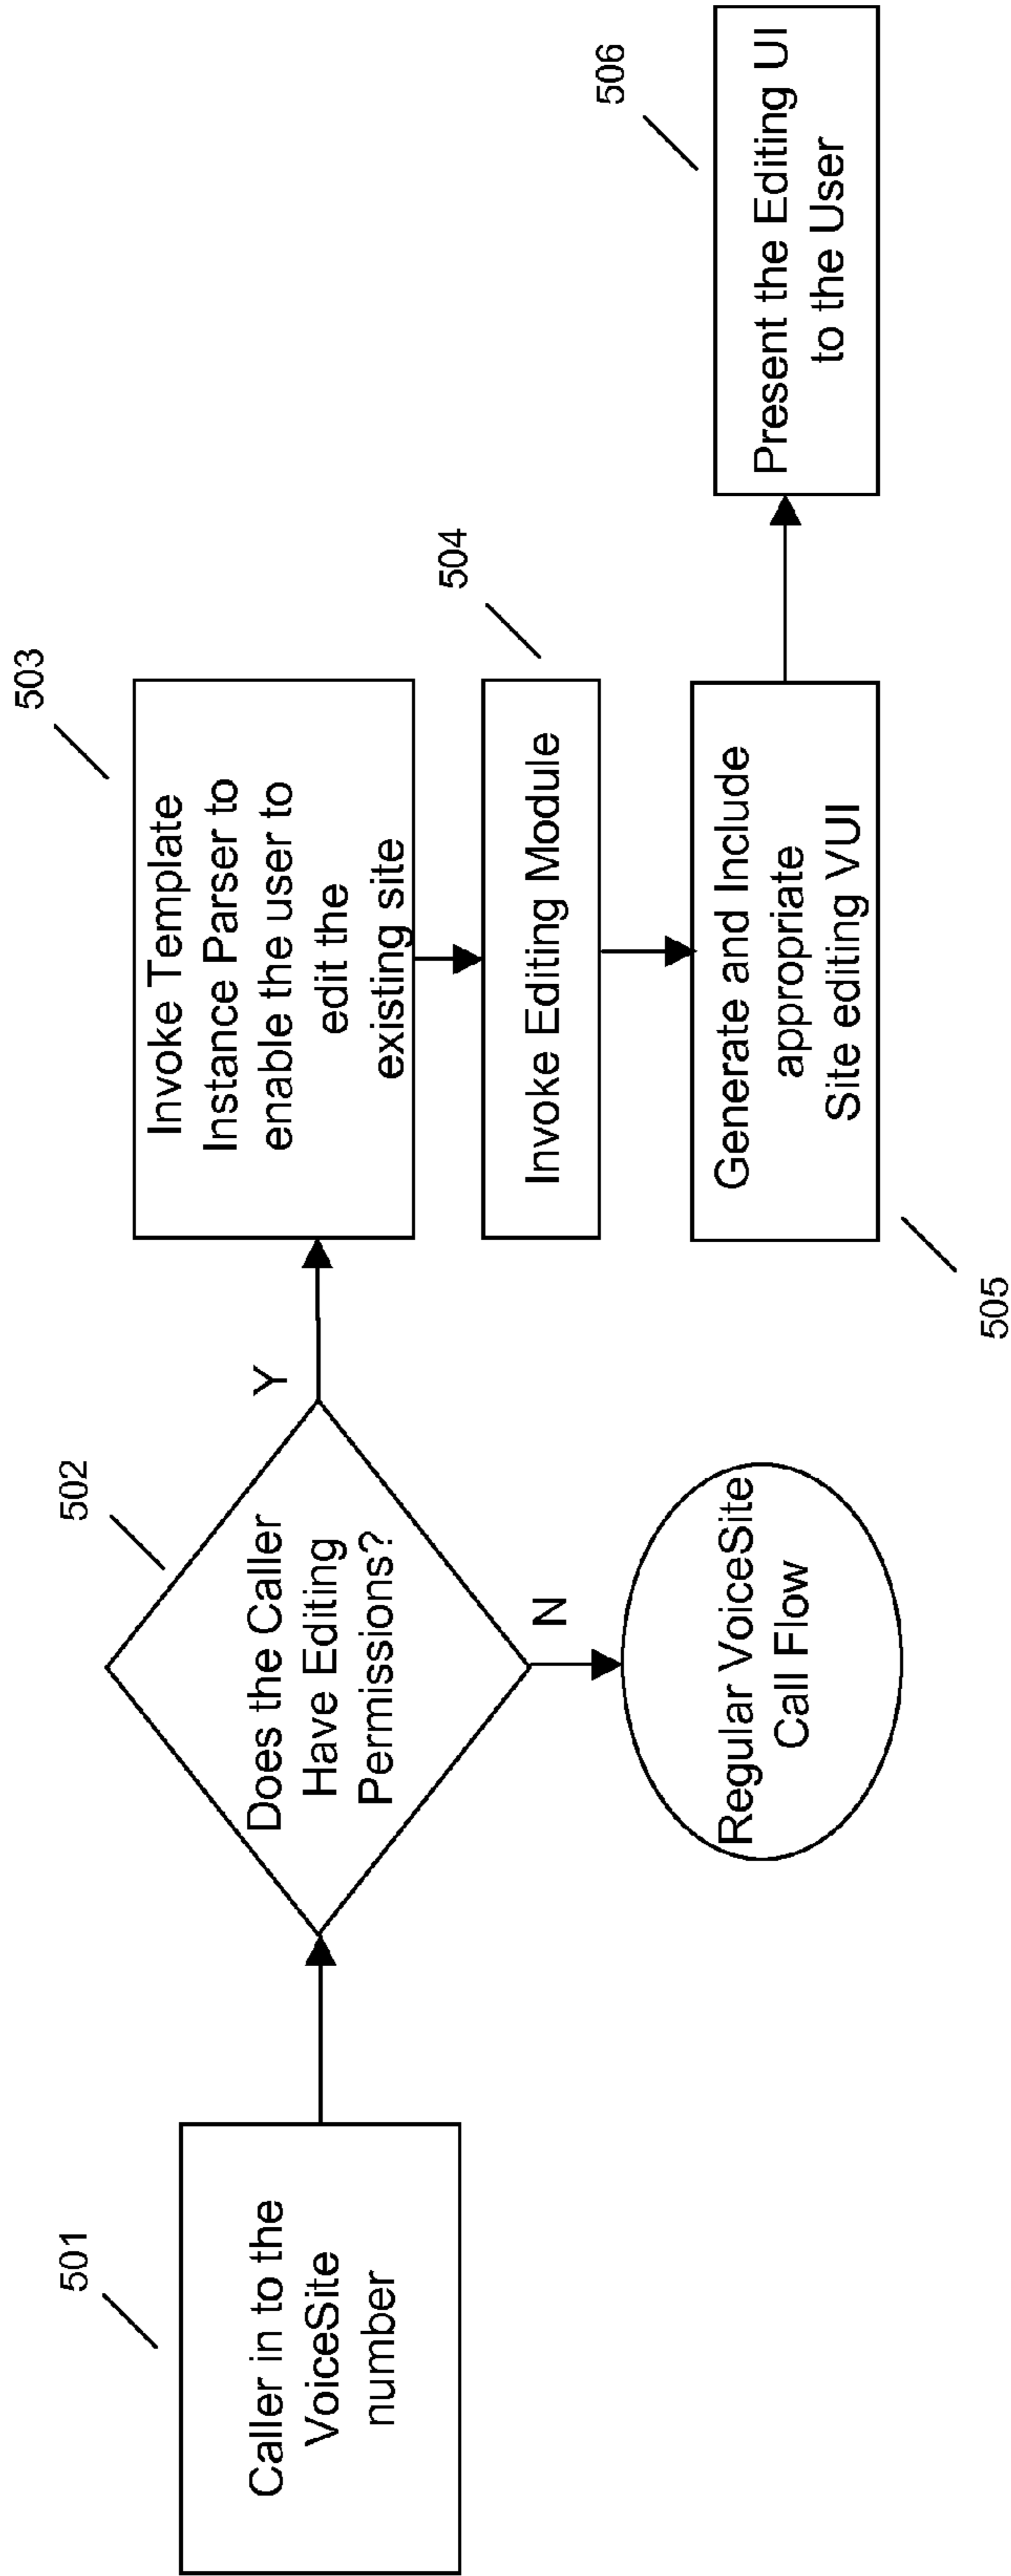 501
Caller in to the
VoiceSite
number
502
Does the Caller
Have Editing
Permissions?
Y
N
Regular VoiceSite
Call Flow
503
Invoke Template
Instance Parser to
enable the user to
edit the
existing site
504
Invoke Editing Module
Generate and Include
appropriate
Site editing VUI
505
506
Present the Editing UI
to the User